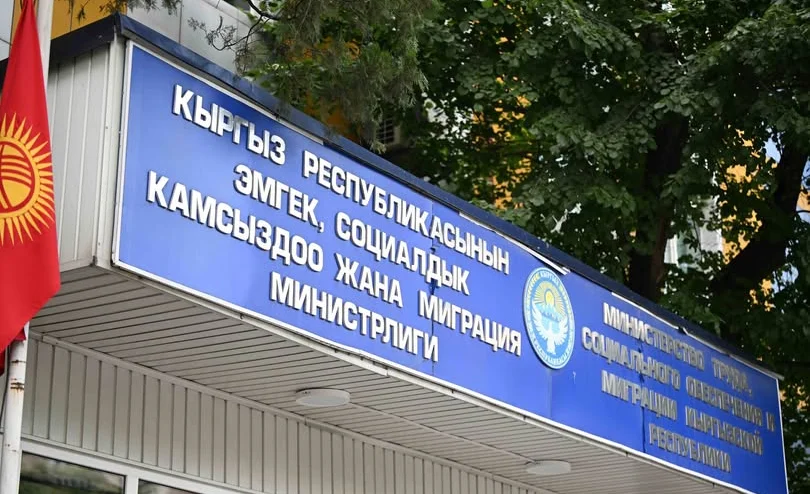 КЫРГЫЗ РЕСПУБЛИКАСЫНЫН
ЭМГЕК, СОЦИАЛДЫК
КАМСЫЗДОО ЖАНА МИГРАЦИЯ
МИНИСТРЛИГИ
МИНИСТЕРСТВО ТРУДА,
СОЦИАЛЬНОГО ОБЕСПЕЧЕНИЯ И
МИГРАЦИИ КЫРГЫЗСКОЙ
РЕСПУБЛИКИ